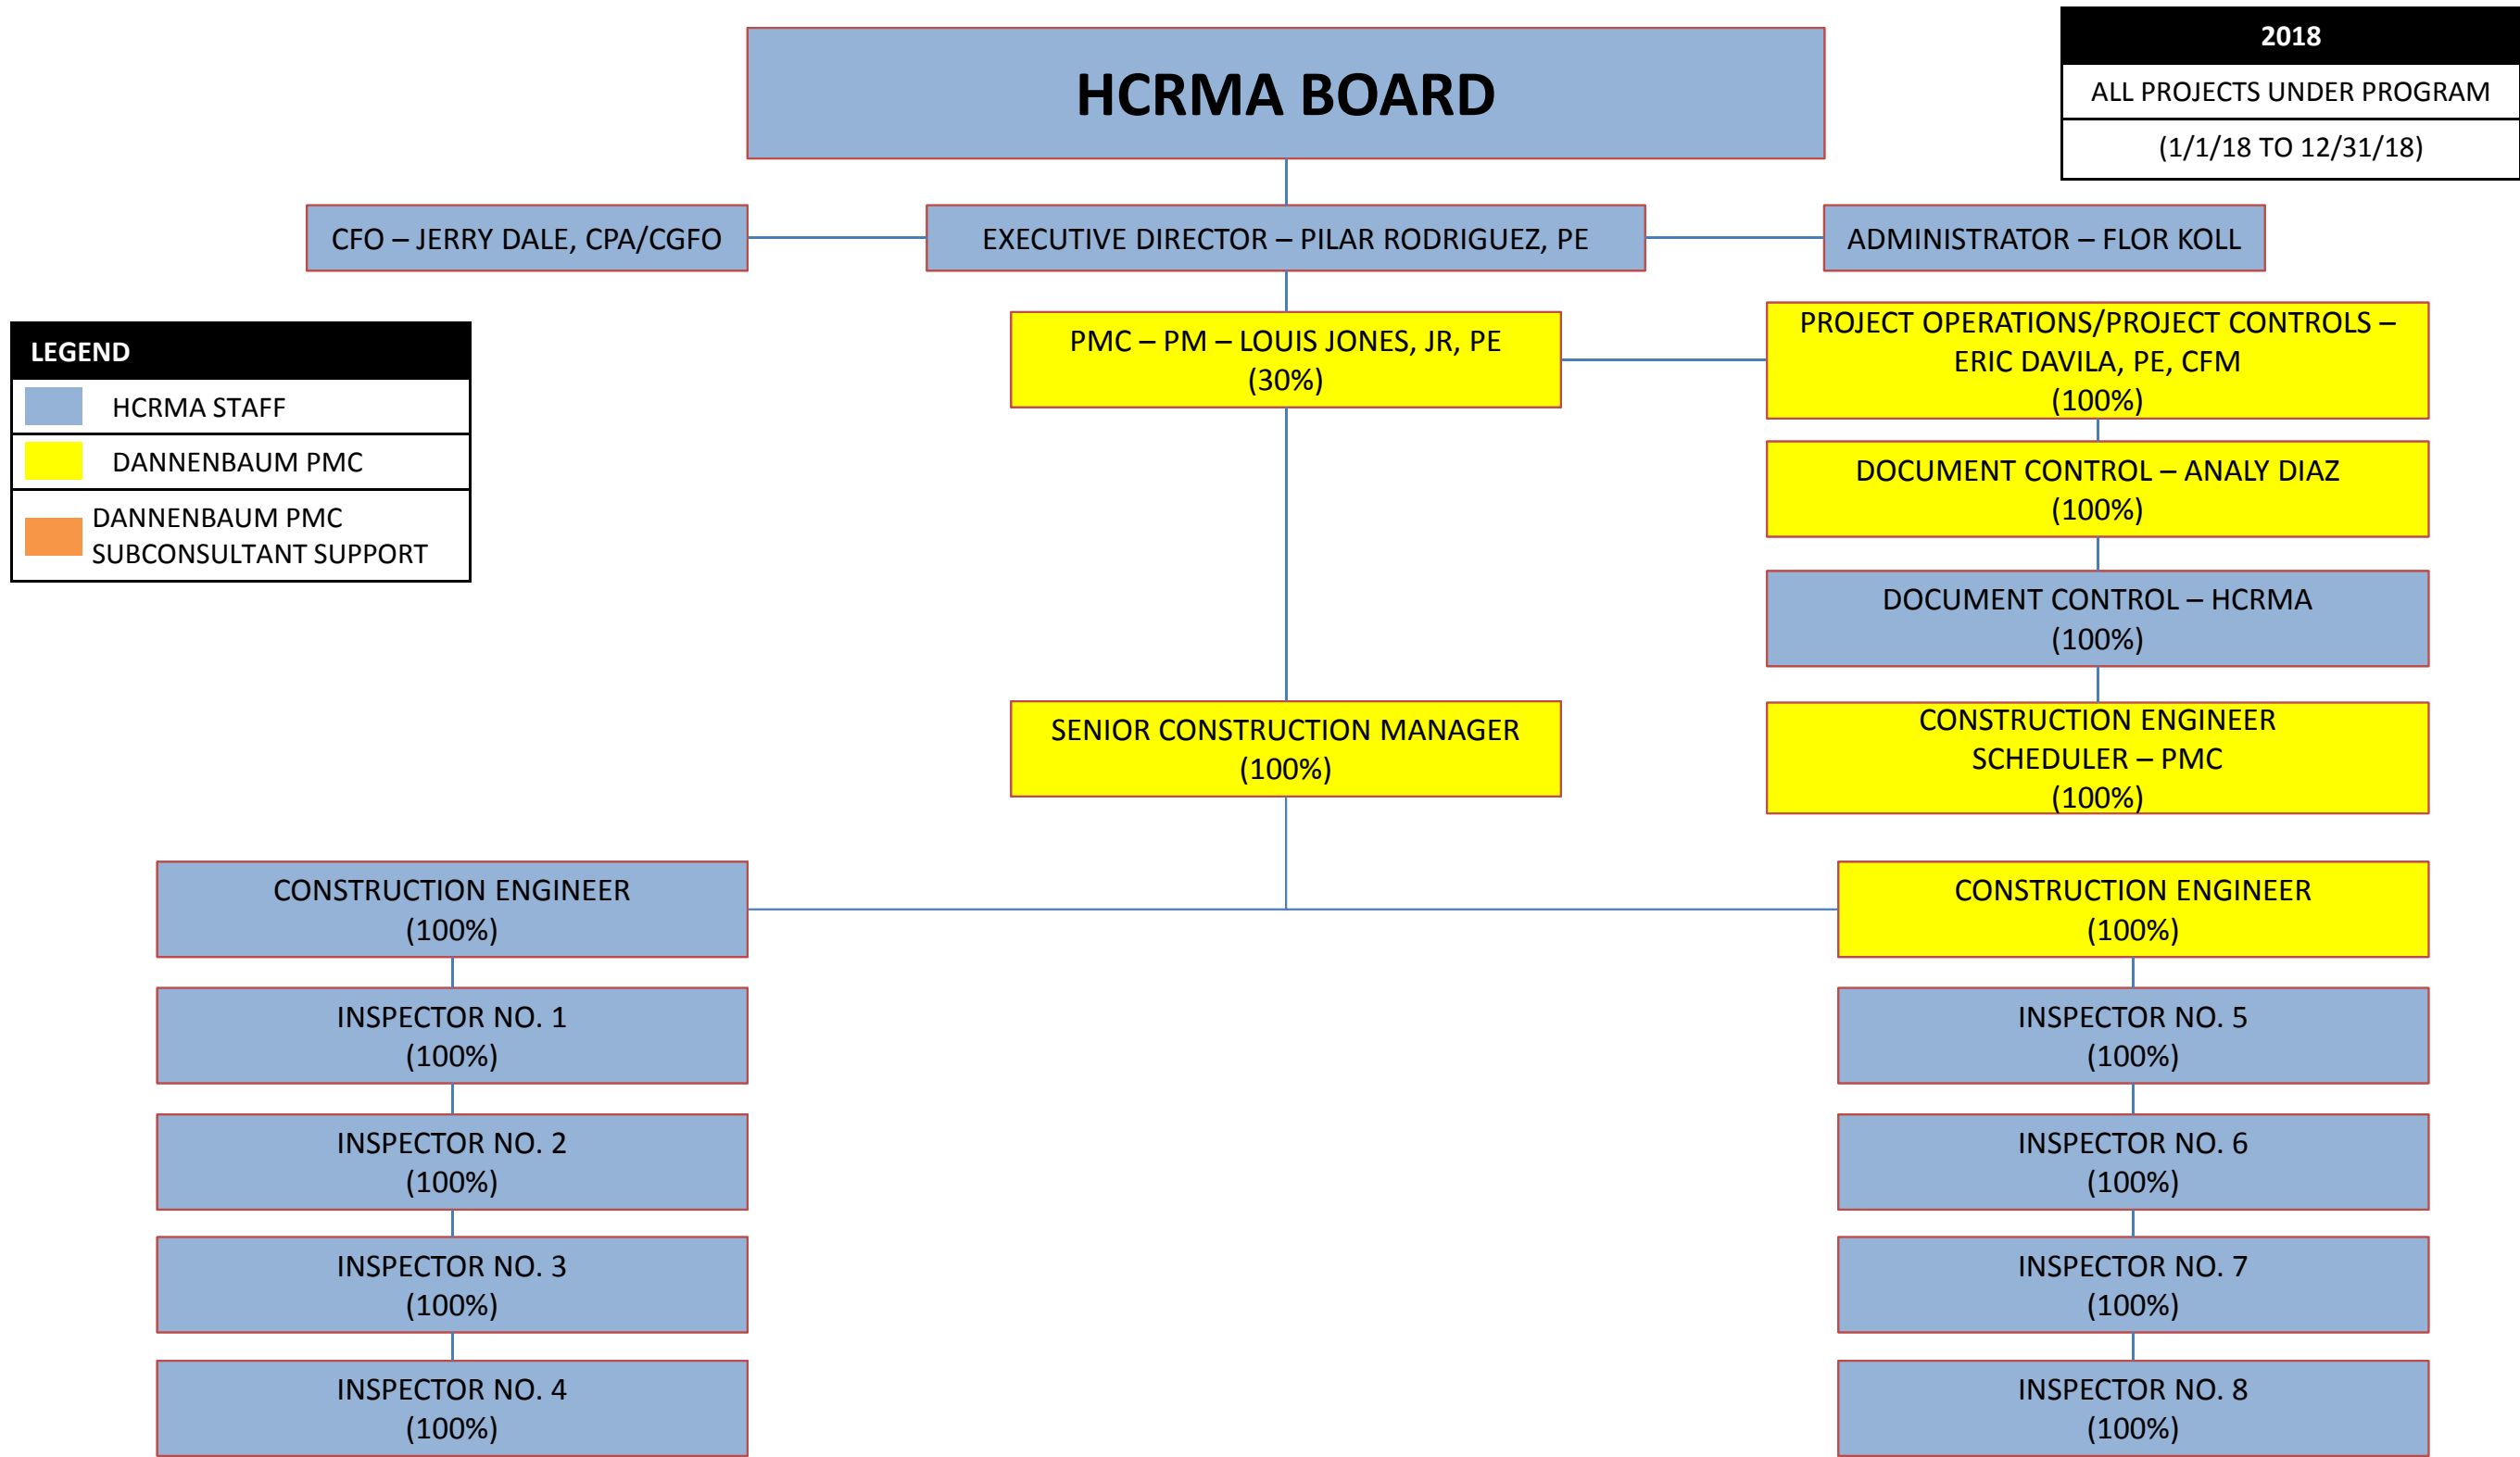 2018
ALL PROJECTS UNDER PROGRAM
(1/1/18 TO 12/31/18)
HCRMA BOARD
CFO – JERRY DALE, CPA/CGFO
EXECUTIVE DIRECTOR – PILAR RODRIGUEZ, PE
ADMINISTRATOR – FLOR KOLL
LEGEND
HCRMA STAFF
DANNENBAUM PMC
DANNENBAUM PMC
SUBCONSULTANT SUPPORT
PMC – PM – LOUIS JONES, JR, PE
(30%)
PROJECT OPERATIONS/PROJECT CONTROLS –
ERIC DAVILA, PE, CFM
(100%)
DOCUMENT CONTROL – ANALY DIAZ
(100%)
DOCUMENT CONTROL – HCRMA
(100%)
SENIOR CONSTRUCTION MANAGER
(100%)
CONSTRUCTION ENGINEER
SCHEDULER – PMC
(100%)
CONSTRUCTION ENGINEER
(100%)
INSPECTOR NO. 1
(100%)
INSPECTOR NO. 2
(100%)
INSPECTOR NO. 3
(100%)
INSPECTOR NO. 4
(100%)
CONSTRUCTION ENGINEER
(100%)
INSPECTOR NO. 5
(100%)
INSPECTOR NO. 6
(100%)
INSPECTOR NO. 7
(100%)
INSPECTOR NO. 8
(100%)